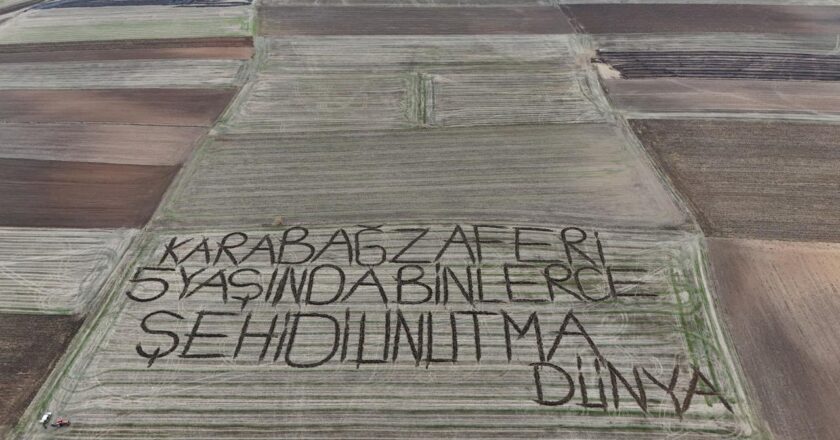 KARABAĞ ZAFERİ
5 YAŞINDA BİNLERCE
ŞEHİDİ UNUTMA
DÜNYA